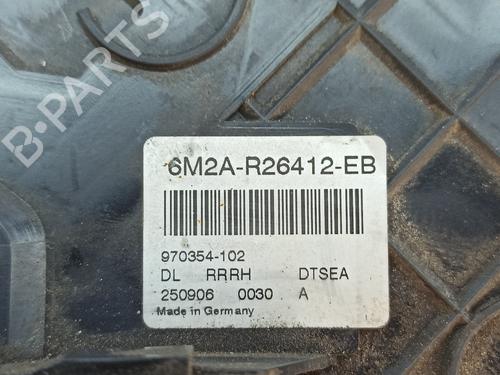 B-PARTS
6M2A-R26412-EB
970354-102
DL RRRH DTSEA
250906 0030 A
Made in Germany